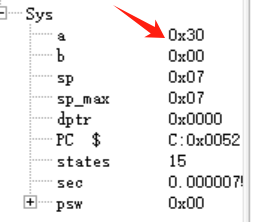 Sys
a 0x30
b 0x00
sp 0x07
sp_max 0x07
dptr 0x0000
PC $ C:0x0052
states 15
sec 0.000007
psw 0x00